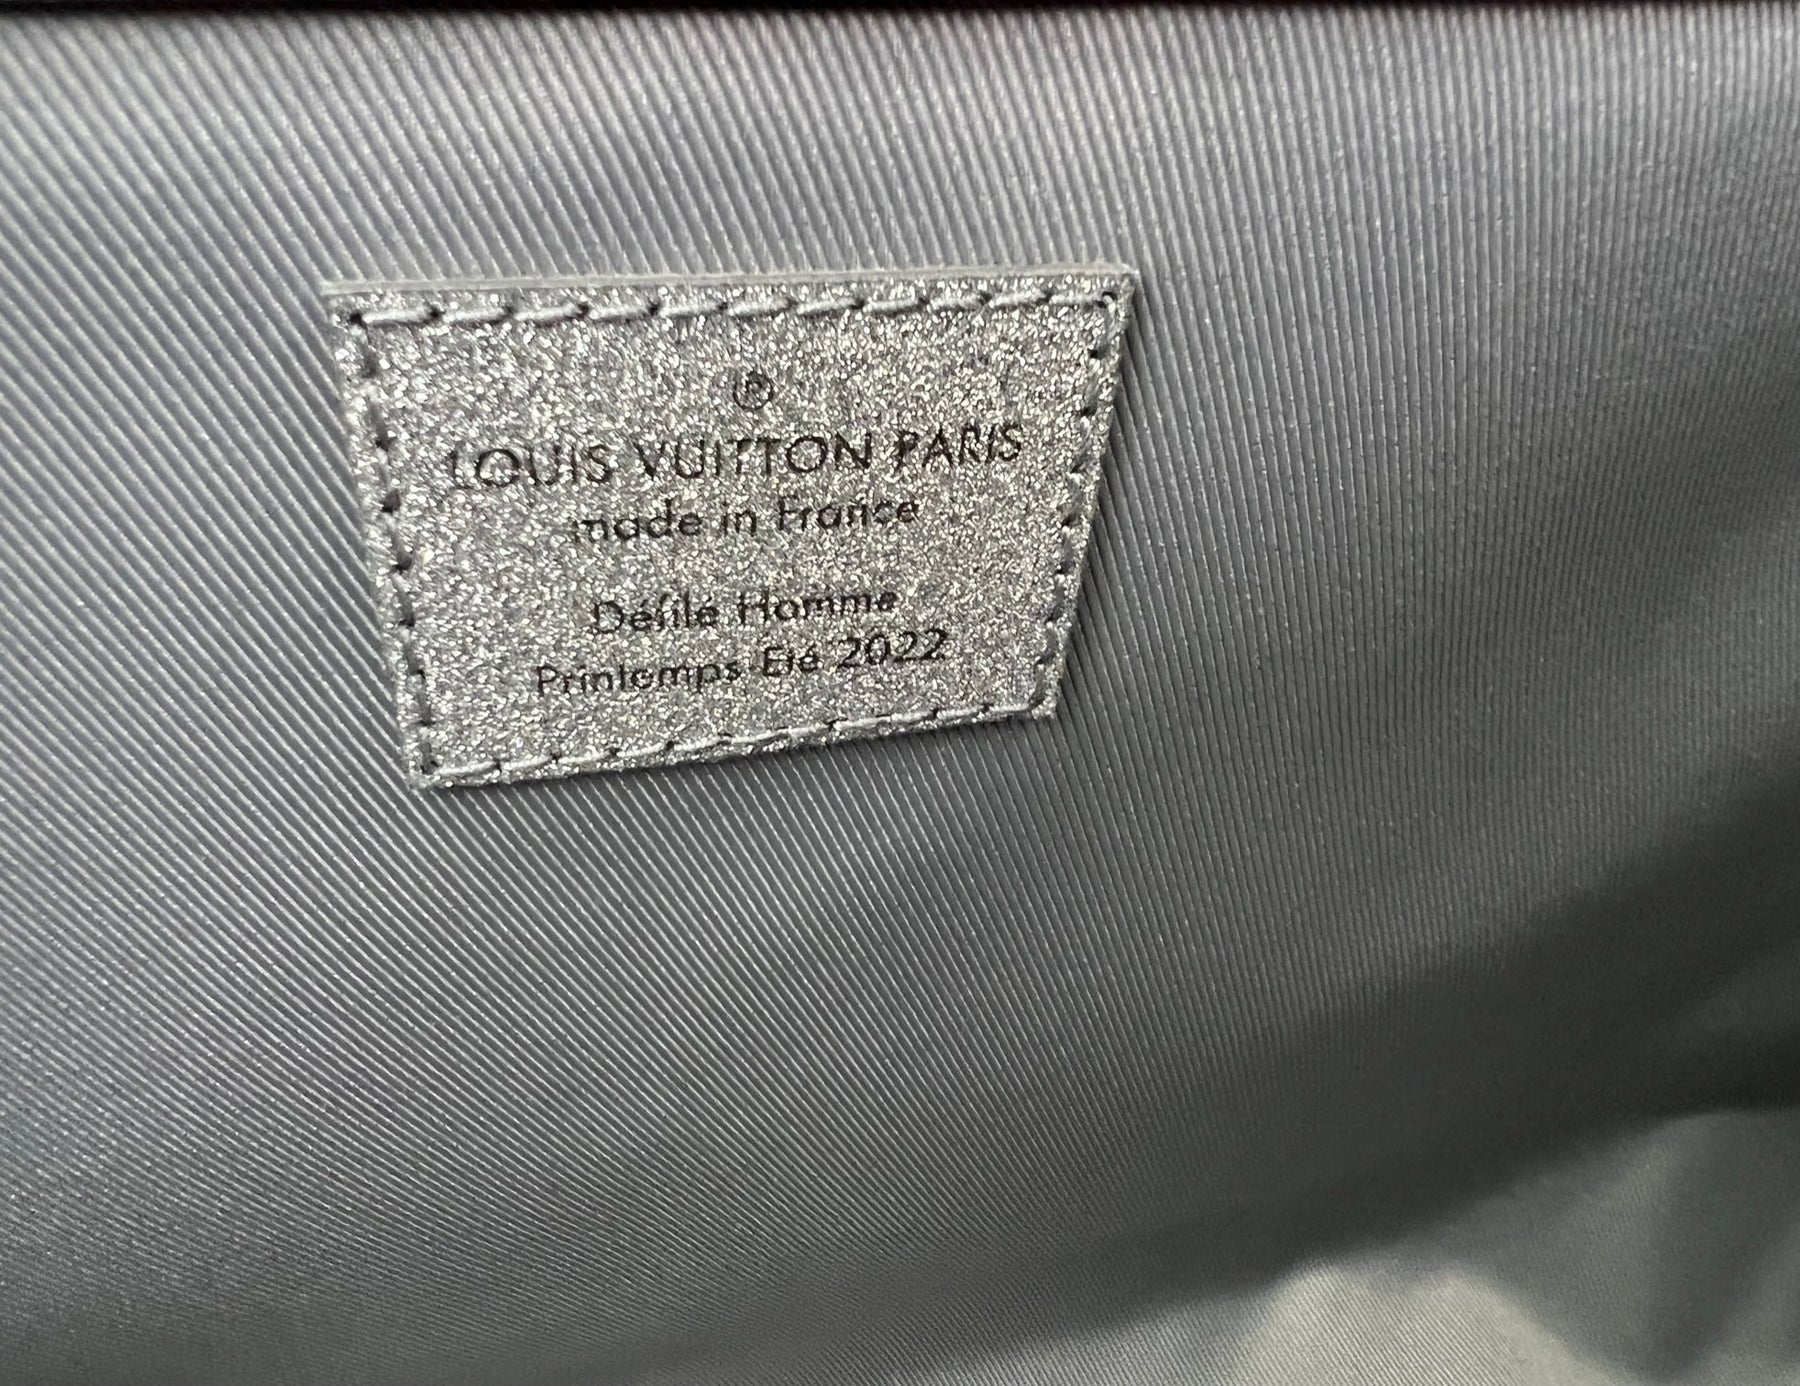 ®
LOUIS VUITTON PARIS
made in France
Défilé Homme
Printemps Été 2022